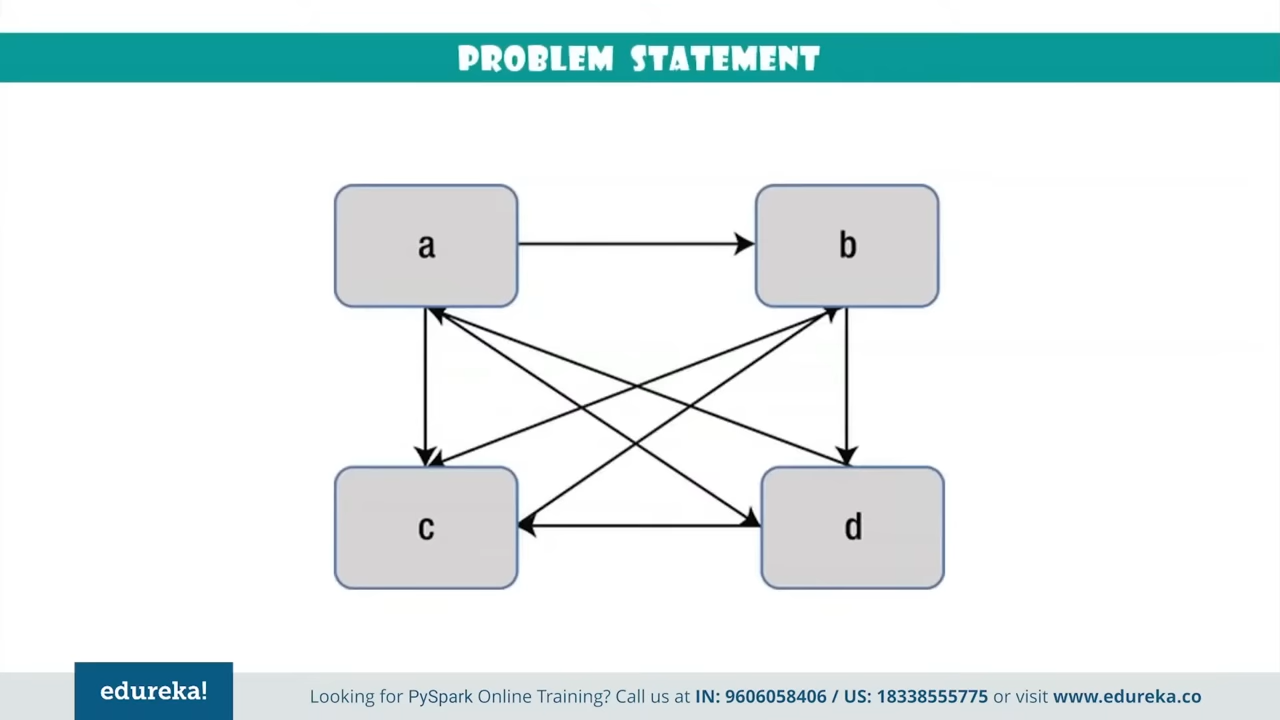 PROBLEM STATEMENT
a
b
c
d
edureka!
Looking for PySpark Online Training? Call us at IN: 9606058406 / US: 18338555775 or visit www.edureka.co